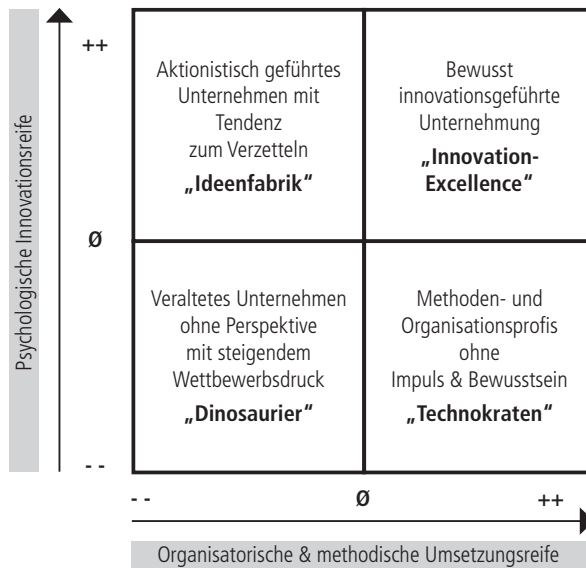 Psychologische Innovationsreife
++
Ø
- -
Aktionistisch geführtes
Unternehmen mit
Tendenz
zum Verzetteln
„Ideenfabrik“
Bewusst
innovationsgeführte
Unternehmung
„Innovation-
Excellence“
Veraltetes Unternehmen
ohne Perspektive
mit steigendem
Wettbewerbsdruck
„Dinosaurier“
Methoden- und
Organisationsprofis
ohne
Impuls & Bewusstsein
„Technokraten“
- -
Ø
++
Organisatorische & methodische Umsetzungsreife